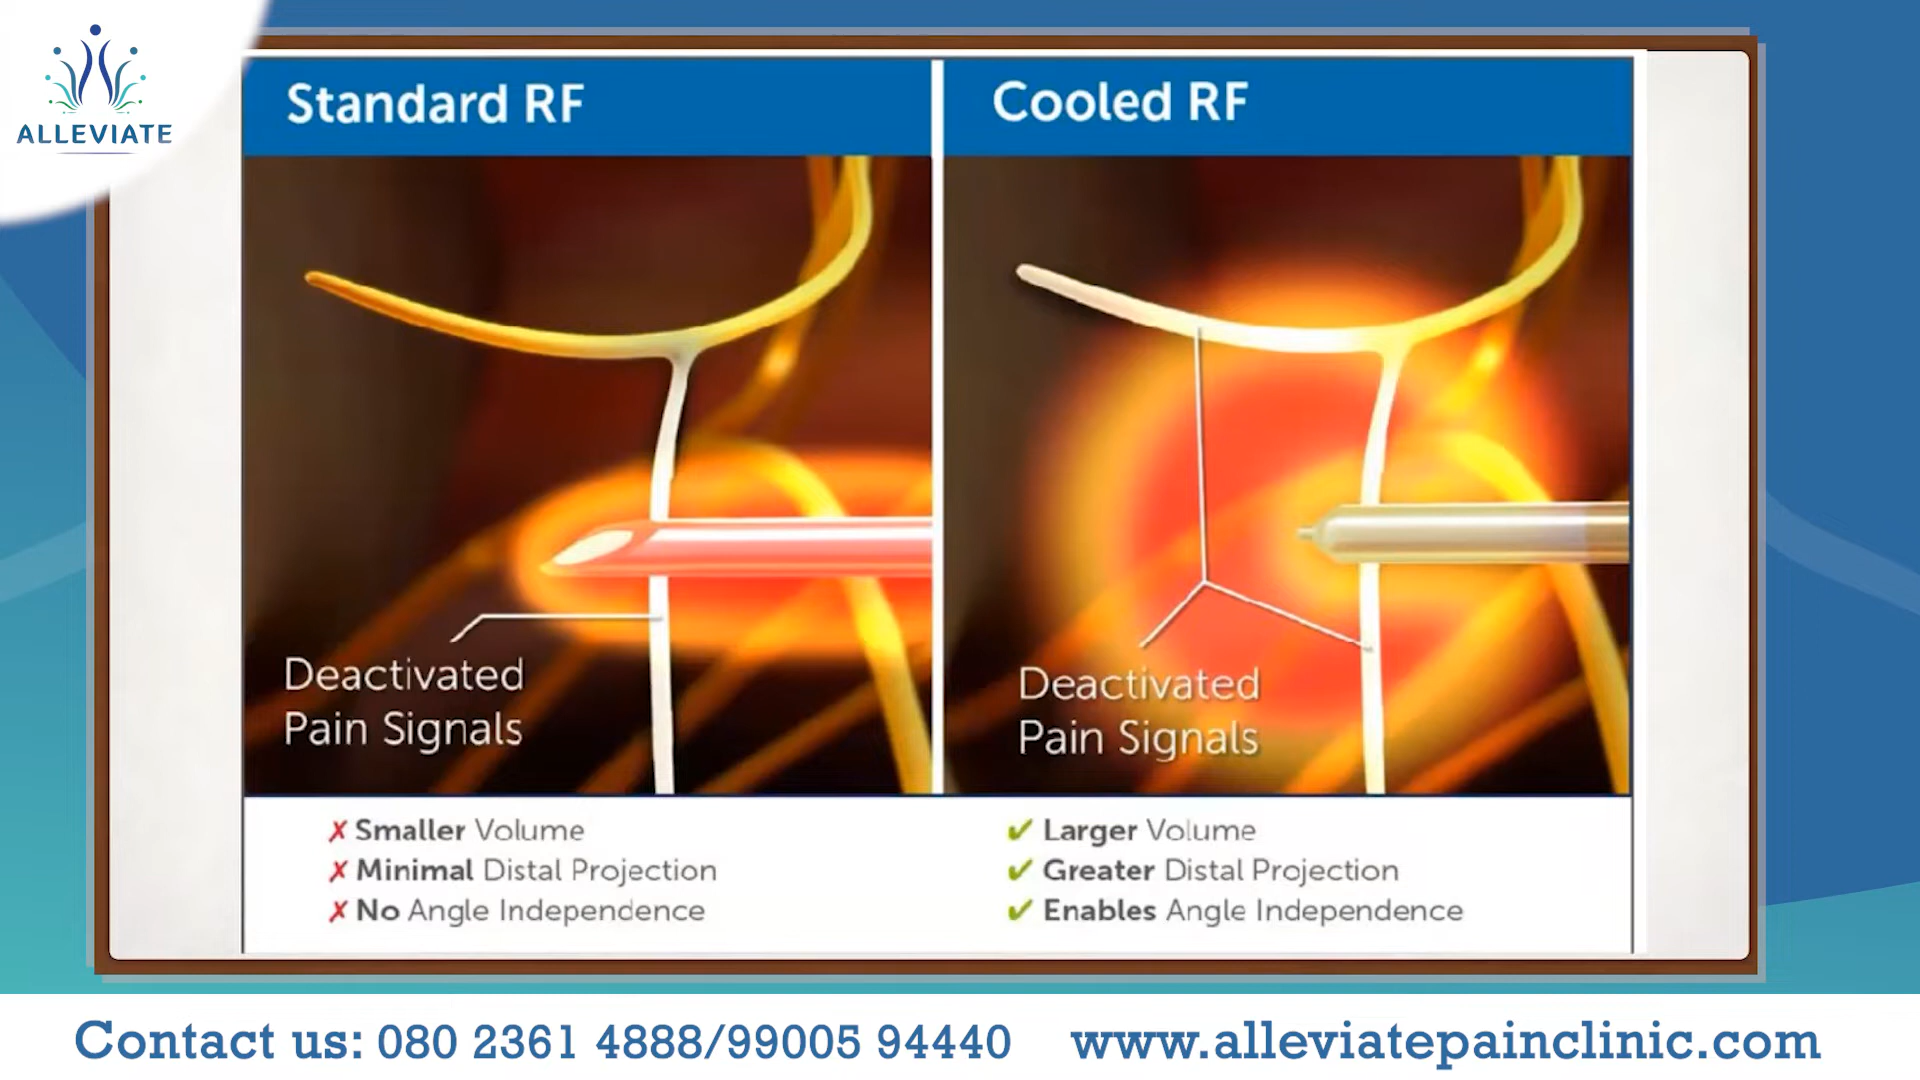 ALLEVIATE
Standard RF
Deactivated
Pain Signals
✗ Smaller Volume
✗ Minimal Distal Projection
✗ No Angle Independence
Cooled RF
Deactivated
Pain Signals
✓ Larger Volume
✓ Greater Distal Projection
✓ Enables Angle Independence
Contact us: 080 2361 4888/99005 94440 www.alleviatepainclinic.com